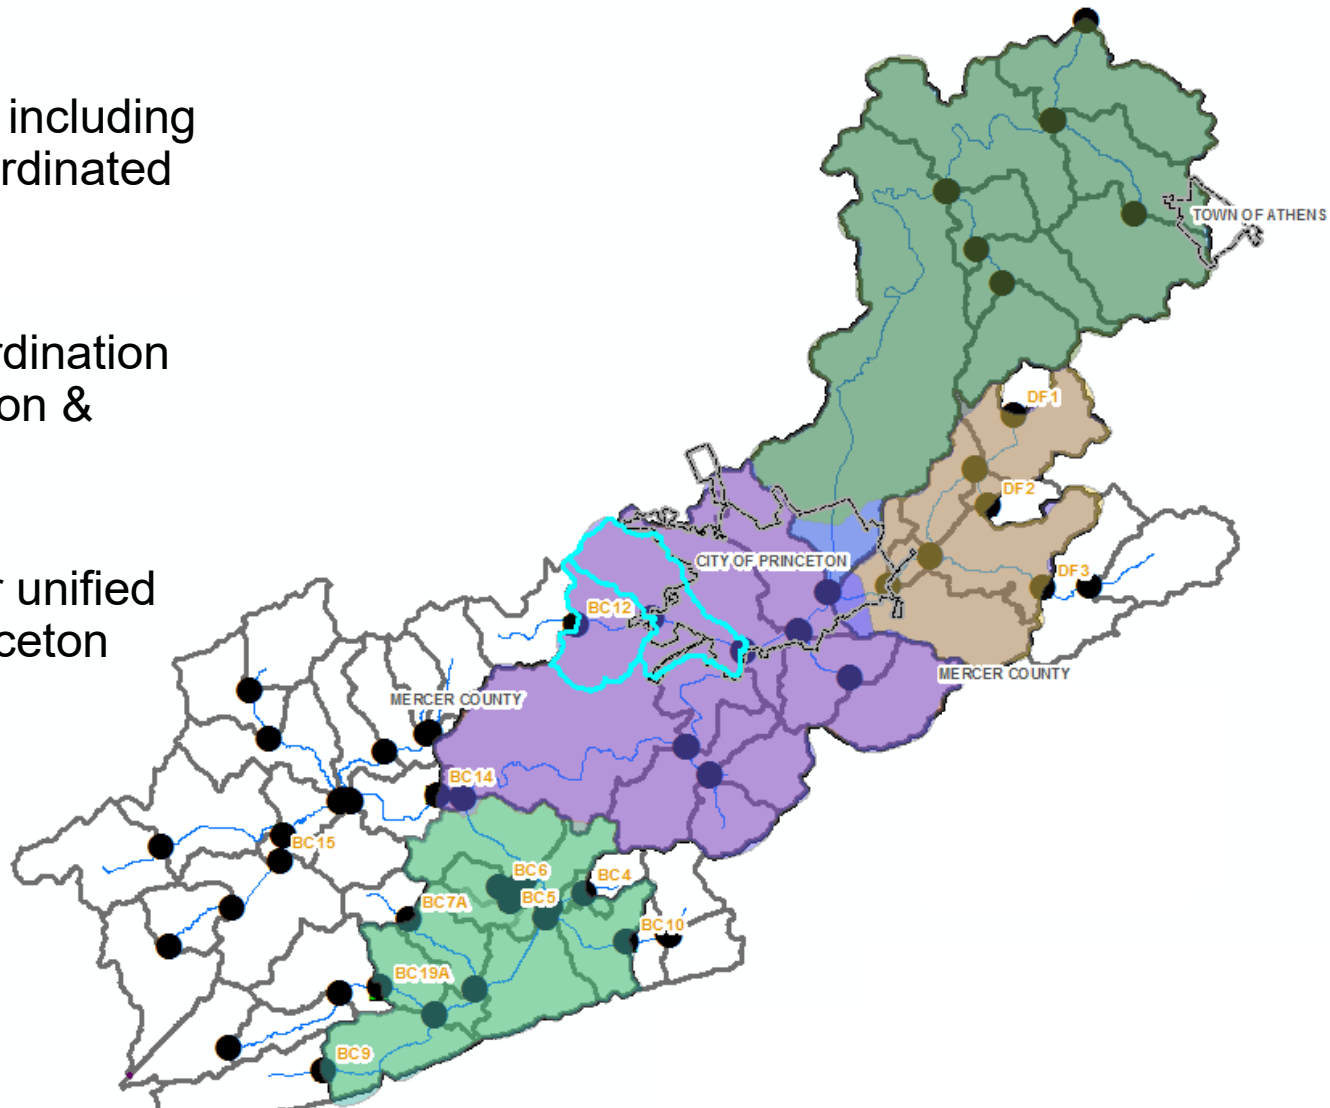 including
rdinated
rdination
on &
r unified
ceton
TOWN OF ATHENS
DF1
DF2
CITY OF PRINCETON
DF3
BC12
MERCER COUNTY
MERCER COUNTY
BC14
BC15
BC6
BC4
BC7A
BC5
BC10
BC19A
BC9